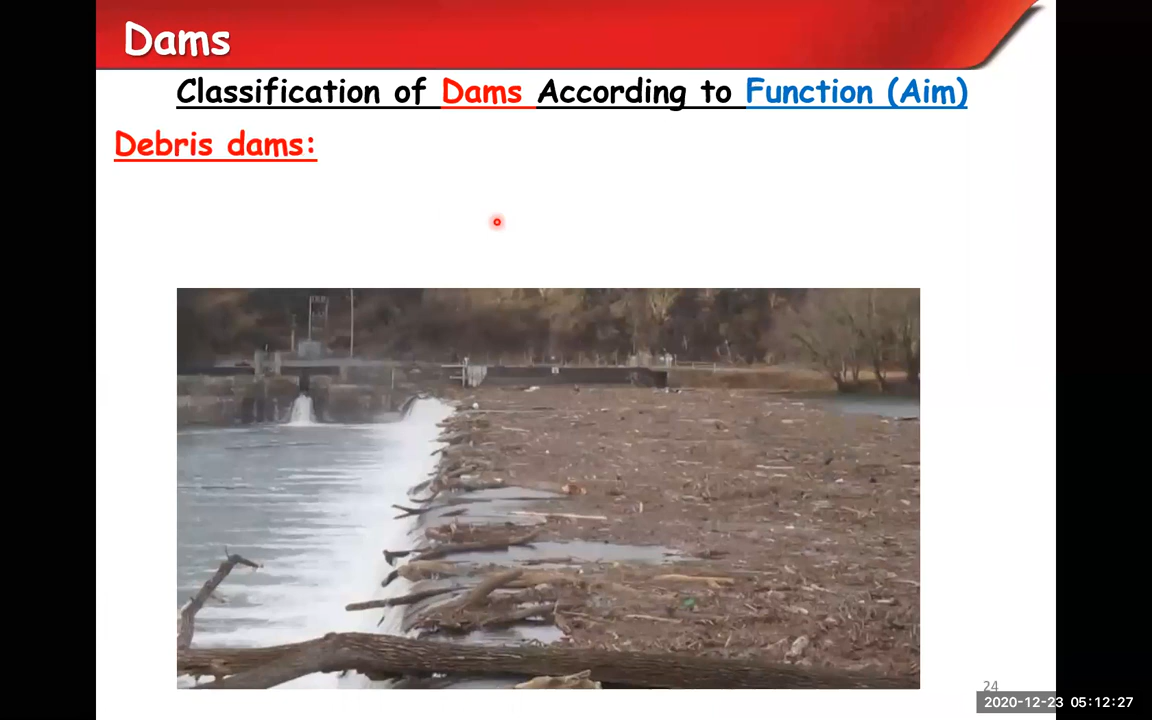 Dams
Classification of Dams According to Function (Aim)
Debris dams:
24
2020-12-23 05:12:27